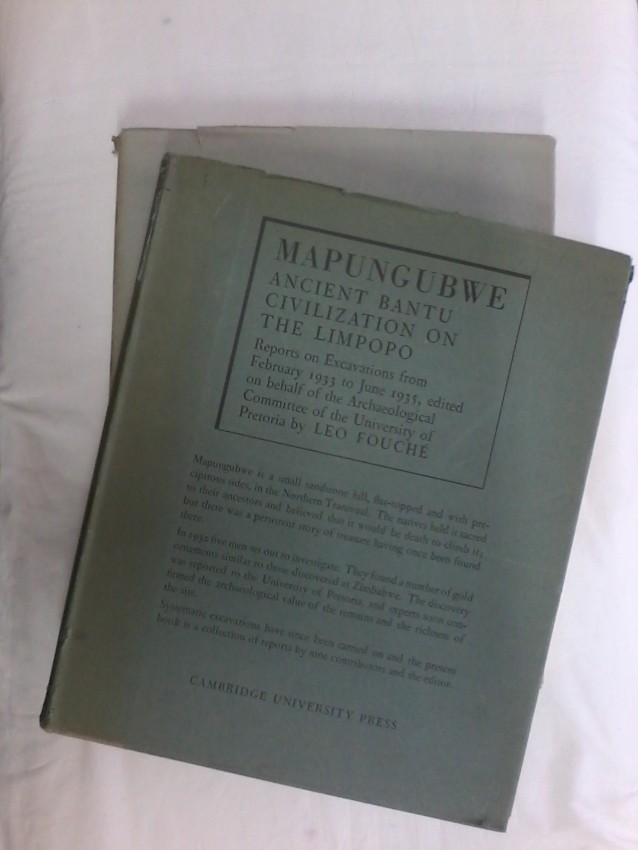 MAPUNGUBWE
ANCIENT BANTU
CIVILIZATION ON
THE LIMPOPO
Reports on Excavations from
February 1933 to June 1935, edited
on behalf of the Archaeological
Committee of the University of
Pretoria by LEO FOUCHÉ
Mapungubwe is a small sandstone hill, flat-topped and with pre-
cipitous sides, in the Northern Transvaal. The natives held it sacred
to their ancestors and believed that it would be death to climb it;
but there was a persistent story of treasure having once been found
there.
In 1932 five men set out to investigate. They found a number of gold
ornaments similar to those discovered at Zimbabwe. The discovery
was reported to the University of Pretoria, and experts soon con-
firmed the archaeological value of the remains and the richness of
the site.
Systematic excavations have since been carried on and the present
book is a collection of reports by nine contributors and the editor.
CAMBRIDGE UNIVERSITY PRESS